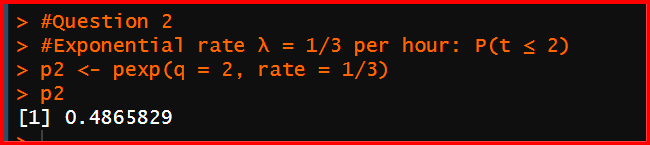 > #Question 2
> #Exponential rate λ = 1/3 per hour: P(t ≤ 2)
> p2 <- pexp(q = 2, rate = 1/3)
> p2
[1] 0.4865829
>